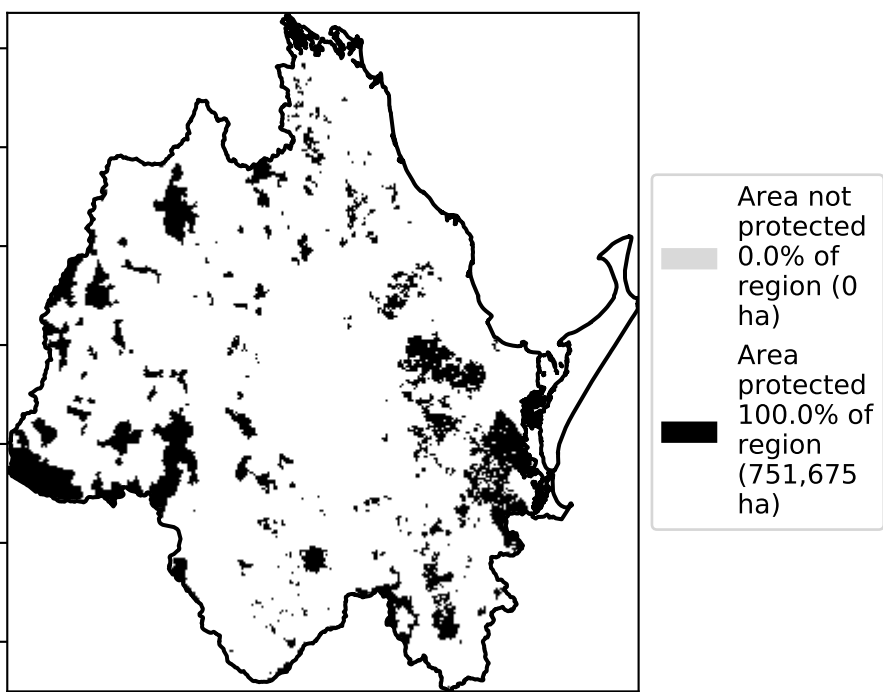 Area not
protected
0.0% of
region (0
ha)
Area
protected
100.0% of
region
(751,675
ha)